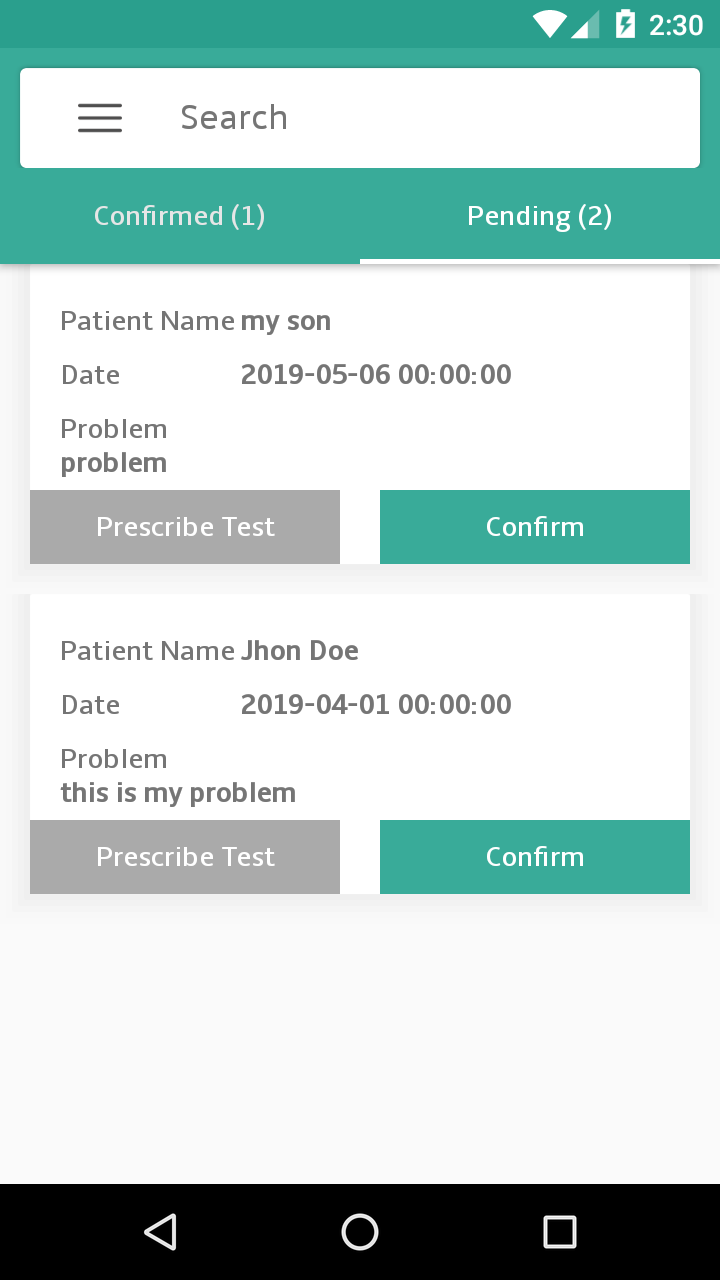 2:30
Search
Confirmed (1) Pending (2)
Patient Name my son
Date 2019-05-06 00:00:00
Problem
problem
Prescribe Test Confirm
Patient Name Jhon Doe
Date 2019-04-01 00:00:00
Problem
this is my problem
Prescribe Test Confirm